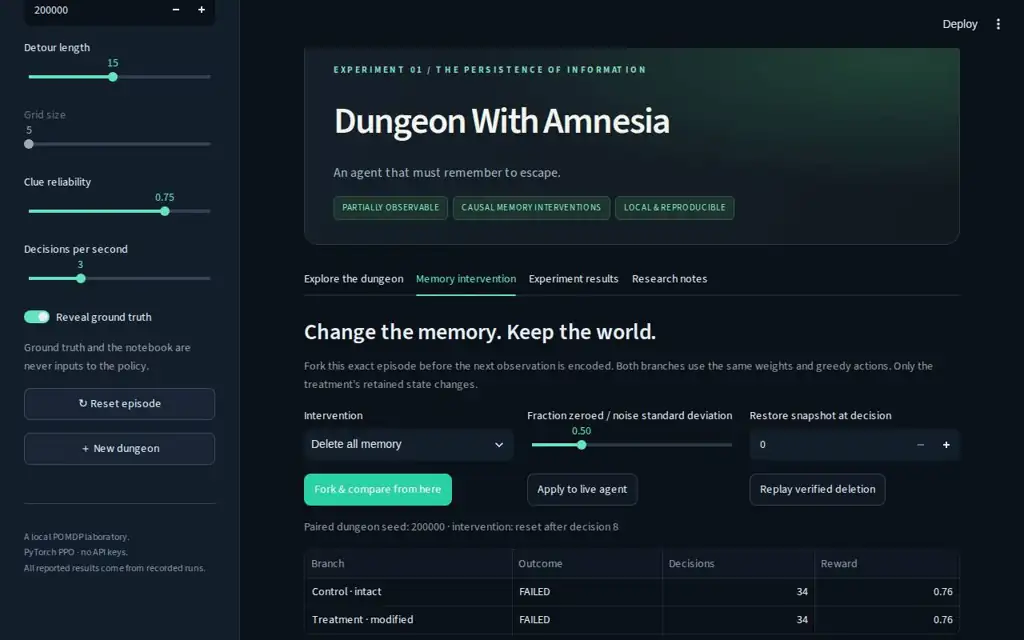 200000
− +
Detour length
15
Grid size
5
Clue reliability
0.75
Decisions per second
3
Reveal ground truth
Ground truth and the notebook are
never inputs to the policy.
↻ Reset episode
+ New dungeon
A local POMDP laboratory.
PyTorch PPO · no API keys.
All reported results come from recorded runs.
Deploy
EXPERIMENT 01 / THE PERSISTENCE OF INFORMATION
Dungeon With Amnesia
An agent that must remember to escape.
PARTIALLY OBSERVABLE CAUSAL MEMORY INTERVENTIONS LOCAL & REPRODUCIBLE
Explore the dungeon Memory intervention Experiment results Research notes
Change the memory. Keep the world.
Fork this exact episode before the next observation is encoded. Both branches use the same weights and greedy actions. Only the
treatment's retained state changes.
Intervention Fraction zeroed / noise standard deviation Restore snapshot at decision
0.50
Delete all memory 0 − +
Fork & compare from here Apply to live agent Replay verified deletion
Paired dungeon seed: 200000 · intervention: reset after decision 8
Branch Outcome Decisions Reward
Control · intact FAILED 34 0.76
Treatment · modified FAILED 34 0.76